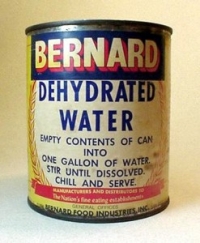 BERNARD
DEHYDRATED
WATER
EMPTY CONTENTS OF CAN
INTO
ONE GALLON OF WATER.
STIR UNTIL DISSOLVED.
CHILL AND SERVE.
MANUFACTURERS AND DISTRIBUTORS TO
The Nation's fine eating establishments
GENERAL OFFICES
BERNARD FOOD INDUSTRIES, INC.